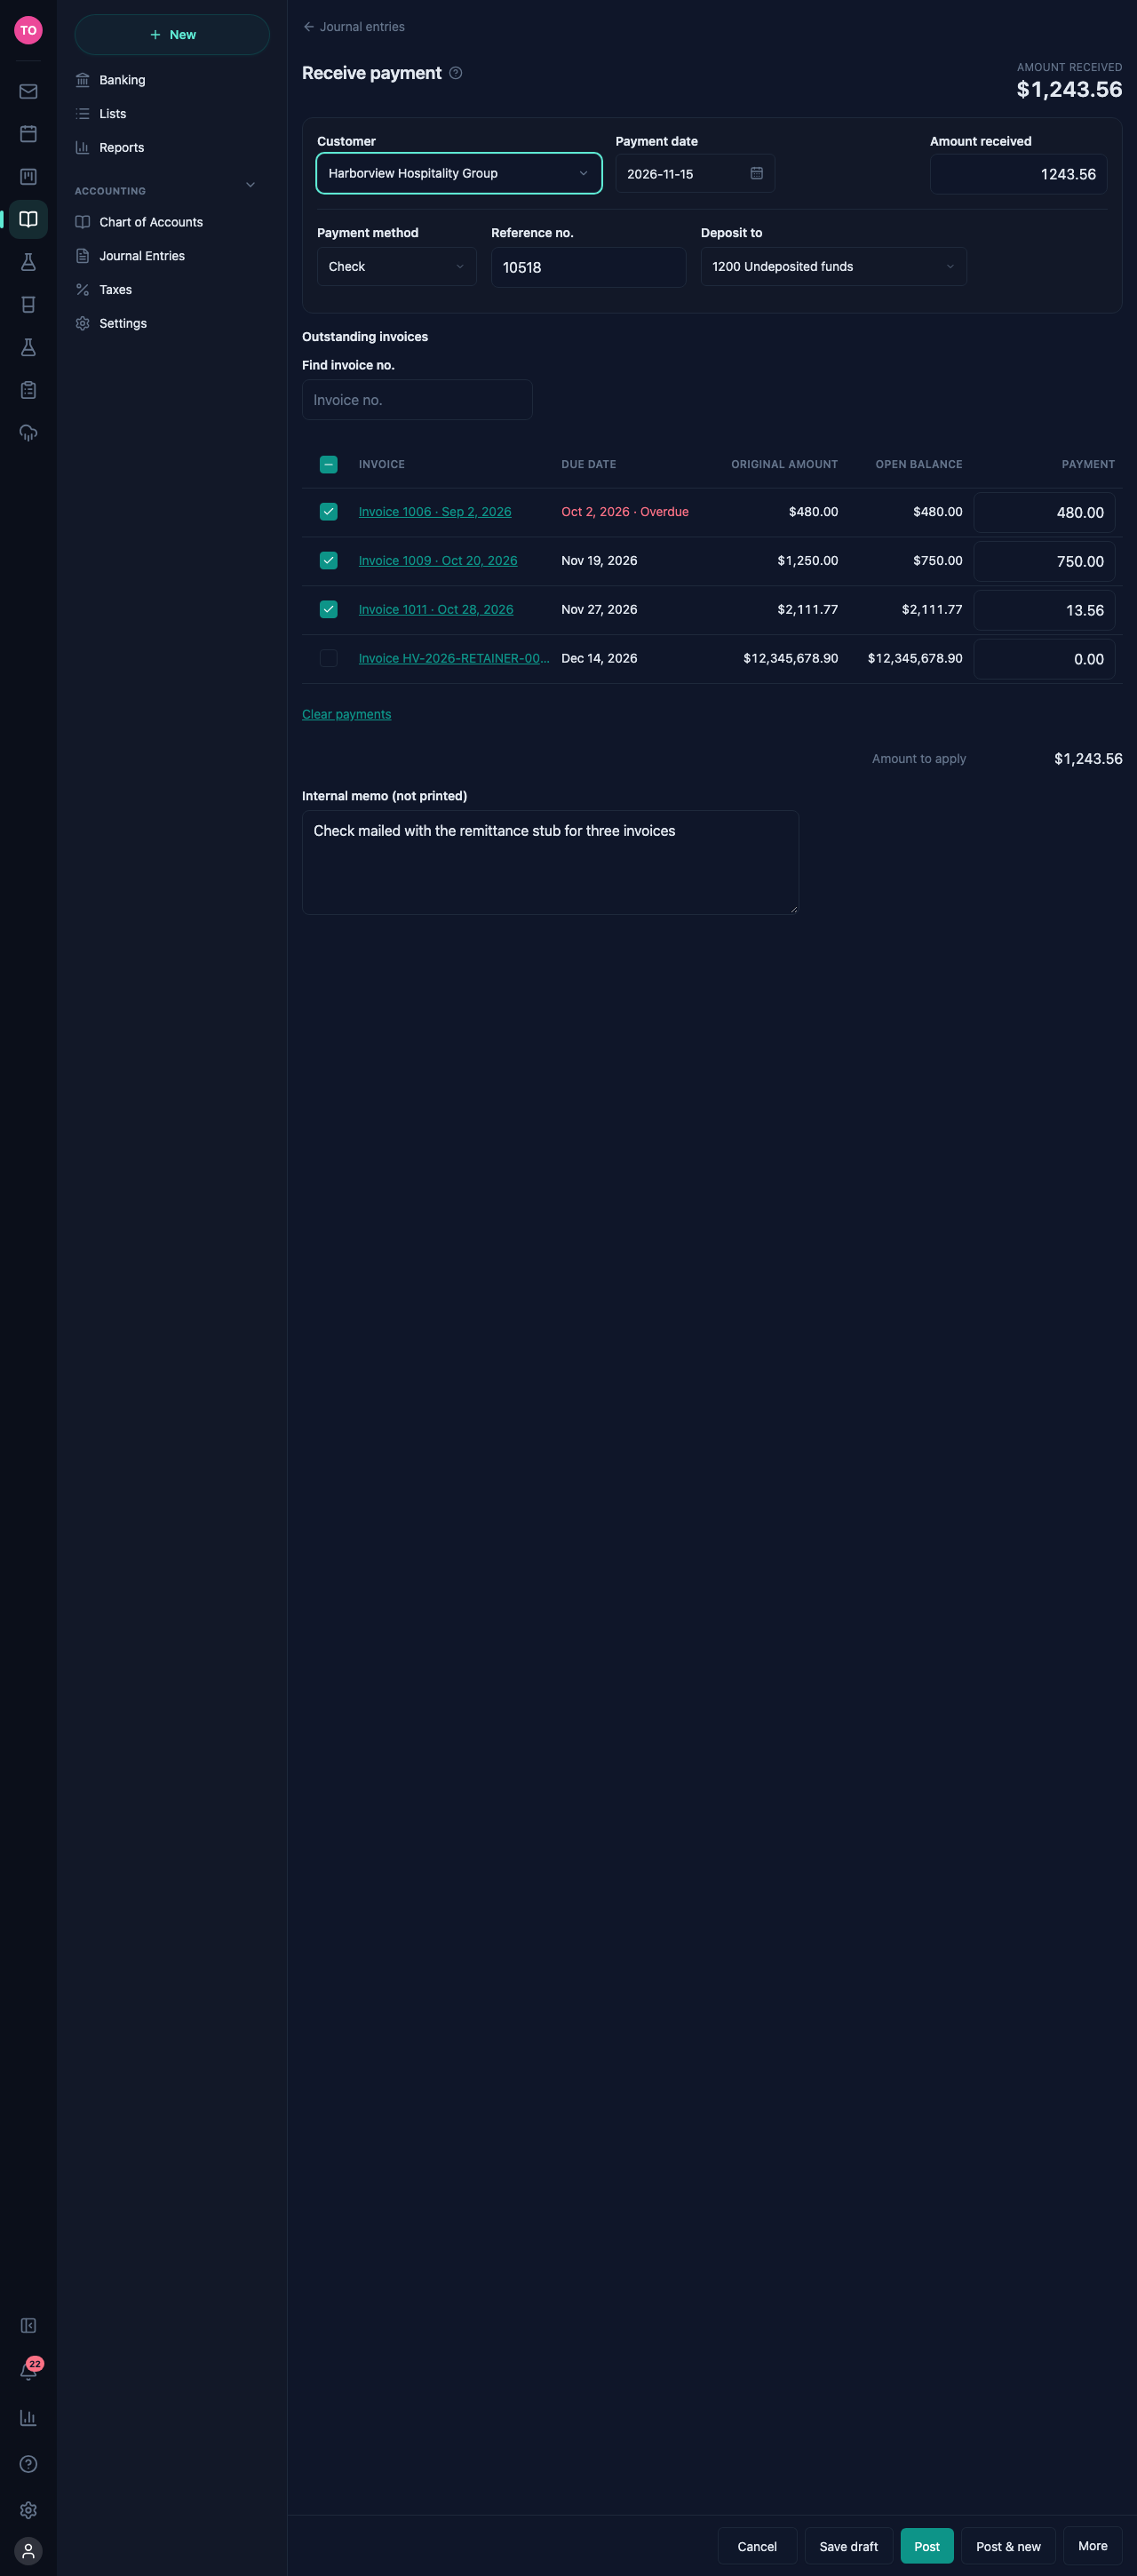 TO
New
Banking
Lists
Reports
ACCOUNTING
Chart of Accounts
Journal Entries
Taxes
Settings
22
Journal entries
Receive payment
AMOUNT RECEIVED
$1,243.56
Customer Payment date Amount received
Harborview Hospitality Group 2026-11-15 1243.56
Payment method Reference no. Deposit to
Check 10518 1200 Undeposited funds
Outstanding invoices
Find invoice no.
Invoice no.
INVOICE DUE DATE ORIGINAL AMOUNT OPEN BALANCE PAYMENT
Invoice 1006 · Sep 2, 2026 Oct 2, 2026 · Overdue $480.00 $480.00 480.00
Invoice 1009 · Oct 20, 2026 Nov 19, 2026 $1,250.00 $750.00 750.00
Invoice 1011 · Oct 28, 2026 Nov 27, 2026 $2,111.77 $2,111.77 13.56
Invoice HV-2026-RETAINER-00... Dec 14, 2026 $12,345,678.90 $12,345,678.90 0.00
Clear payments
Amount to apply $1,243.56
Internal memo (not printed)
Check mailed with the remittance stub for three invoices
Cancel Save draft Post Post & new More